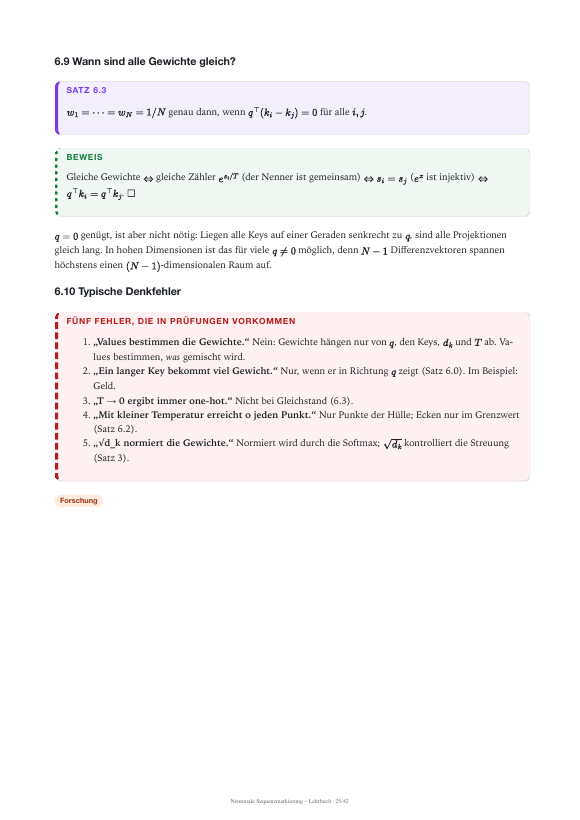 6.9 Wann sind alle Gewichte gleich?
SATZ 6.3
w₁ = ⋯ = w_N = 1/N genau dann, wenn q^⊤(k_i − k_j) = 0 für alle i, j.
BEWEIS
Gleiche Gewichte ⇔ gleiche Zähler e^{s_i/T} (der Nenner ist gemeinsam) ⇔ s_i = s_j (e^x ist injektiv) ⇔
q^⊤k_i = q^⊤k_j. □
q = 0 genügt, ist aber nicht nötig: Liegen alle Keys auf einer Geraden senkrecht zu q, sind alle Projektionen
gleich lang. In hohen Dimensionen ist das für viele q ≠ 0 möglich, denn N − 1 Differenzvektoren spannen
höchstens einen (N − 1)-dimensionalen Raum auf.
6.10 Typische Denkfehler
FÜNF FEHLER, DIE IN PRÜFUNGEN VORKOMMEN
1. „Values bestimmen die Gewichte.“ Nein: Gewichte hängen nur von q, den Keys, d_k und T ab. Va-
lues bestimmen, was gemischt wird.
2. „Ein langer Key bekommt viel Gewicht.“ Nur, wenn er in Richtung q zeigt (Satz 6.0). Im Beispiel:
Geld.
3. „T → 0 ergibt immer one-hot.“ Nicht bei Gleichstand (6.3).
4. „Mit kleiner Temperatur erreicht o jeden Punkt.“ Nur Punkte der Hülle; Ecken nur im Grenzwert
(Satz 6.2).
5. „√d_k normiert die Gewichte.“ Normiert wird durch die Softmax; √d_k kontrolliert die Streuung
(Satz 3).
Forschung
Neuronale Sequenzmarkierung – Lehrbuch · 25/42